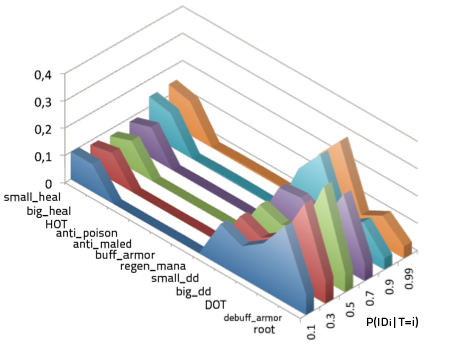 0,4
0,3
0,2
0,1
0
small_heal
big_heal
HOT
anti_poison
anti_maled
buff_armor
regen_mana
small_dd
big_dd
DOT
debuff_armor
root
0.1
0.3
0.5
0.7
0.9
0.99
P(IDi|T=i)